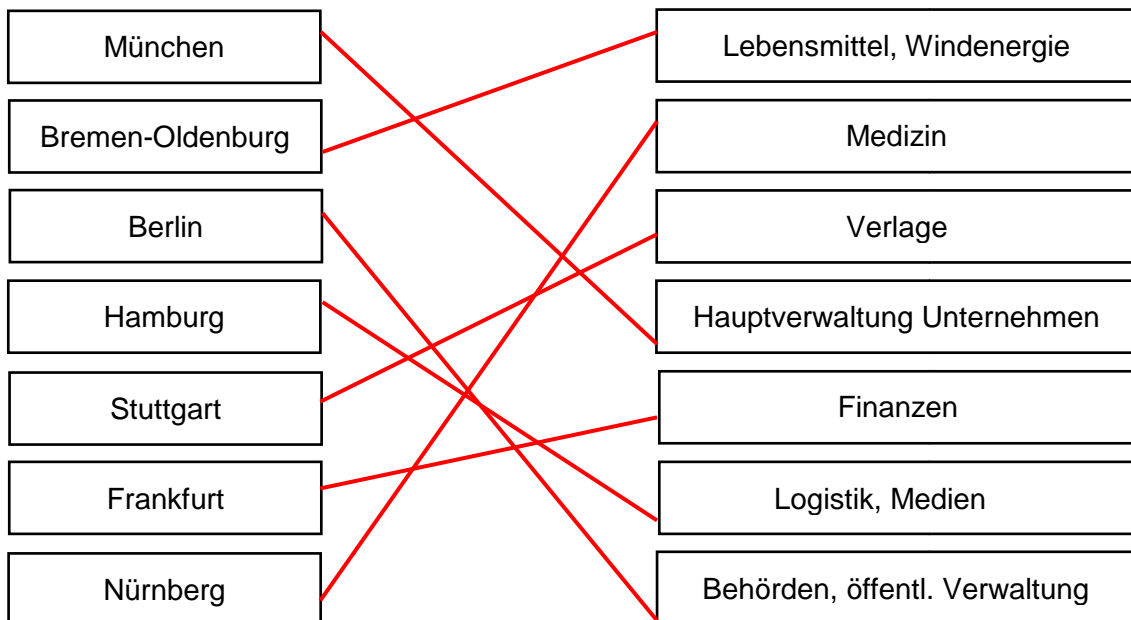 München
Lebensmittel, Windenergie
Bremen-Oldenburg
Medizin
Berlin
Verlage
Hamburg
Hauptverwaltung Unternehmen
Stuttgart
Finanzen
Frankfurt
Logistik, Medien
Nürnberg
Behörden, öffentl. Verwaltung